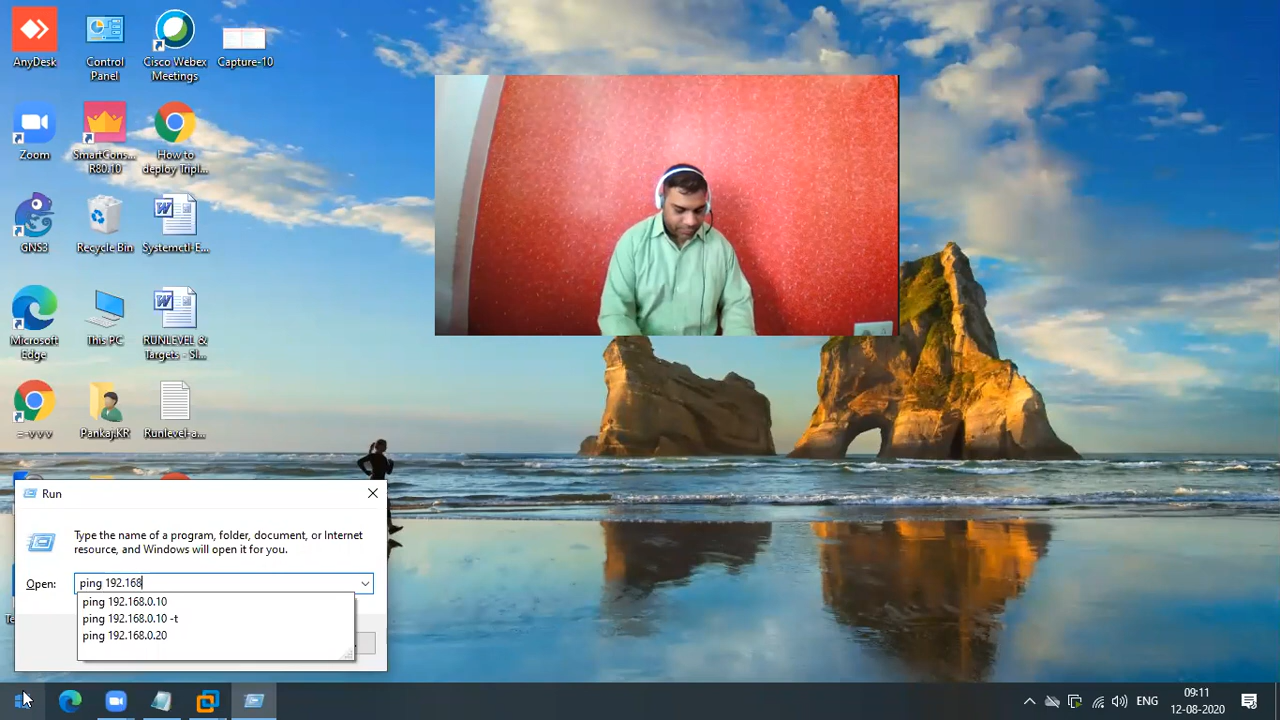 AnyDesk
Control
Panel
Cisco Webex
Meetings
Capture-10
Zoom
SmartCons...
R80.10
How to
deploy Tripl...
GNS3
Recycle Bin
Systemctl-E...
Microsoft
Edge
This PC
RUNLEVEL &
Targets - Sl...
=-v-v-v
Pankaj.KR
Runlevel-a...
Run
Type the name of a program, folder, document, or Internet
resource, and Windows will open it for you.
Open:
ping 192.168
ping 192.168.0.10
ping 192.168.0.10 -t
ping 192.168.0.20
ENG
09:11
12-08-2020